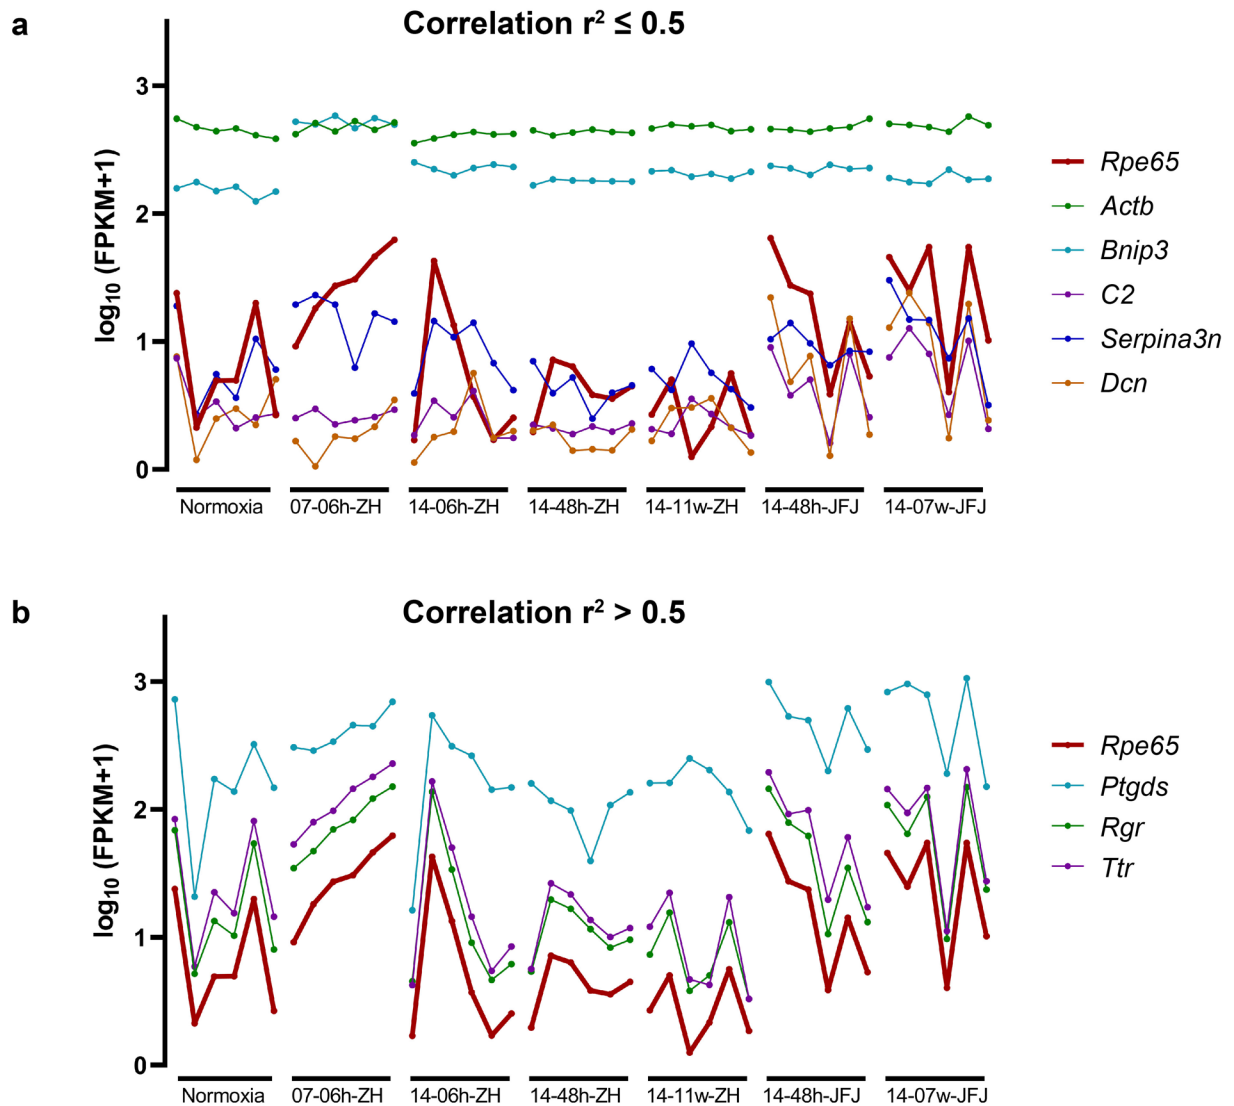 a
Correlation r² ≤ 0.5
log₁₀ (FPKM+1)
3
2
1
0
Normoxia 07-06h-ZH 14-06h-ZH 14-48h-ZH 14-11w-ZH 14-48h-JFJ 14-07w-JFJ
Rpe65
Actb
Bnip3
C2
Serpina3n
Dcn
b
Correlation r² > 0.5
log₁₀ (FPKM+1)
3
2
1
0
Normoxia 07-06h-ZH 14-06h-ZH 14-48h-ZH 14-11w-ZH 14-48h-JFJ 14-07w-JFJ
Rpe65
Ptgds
Rgr
Ttr